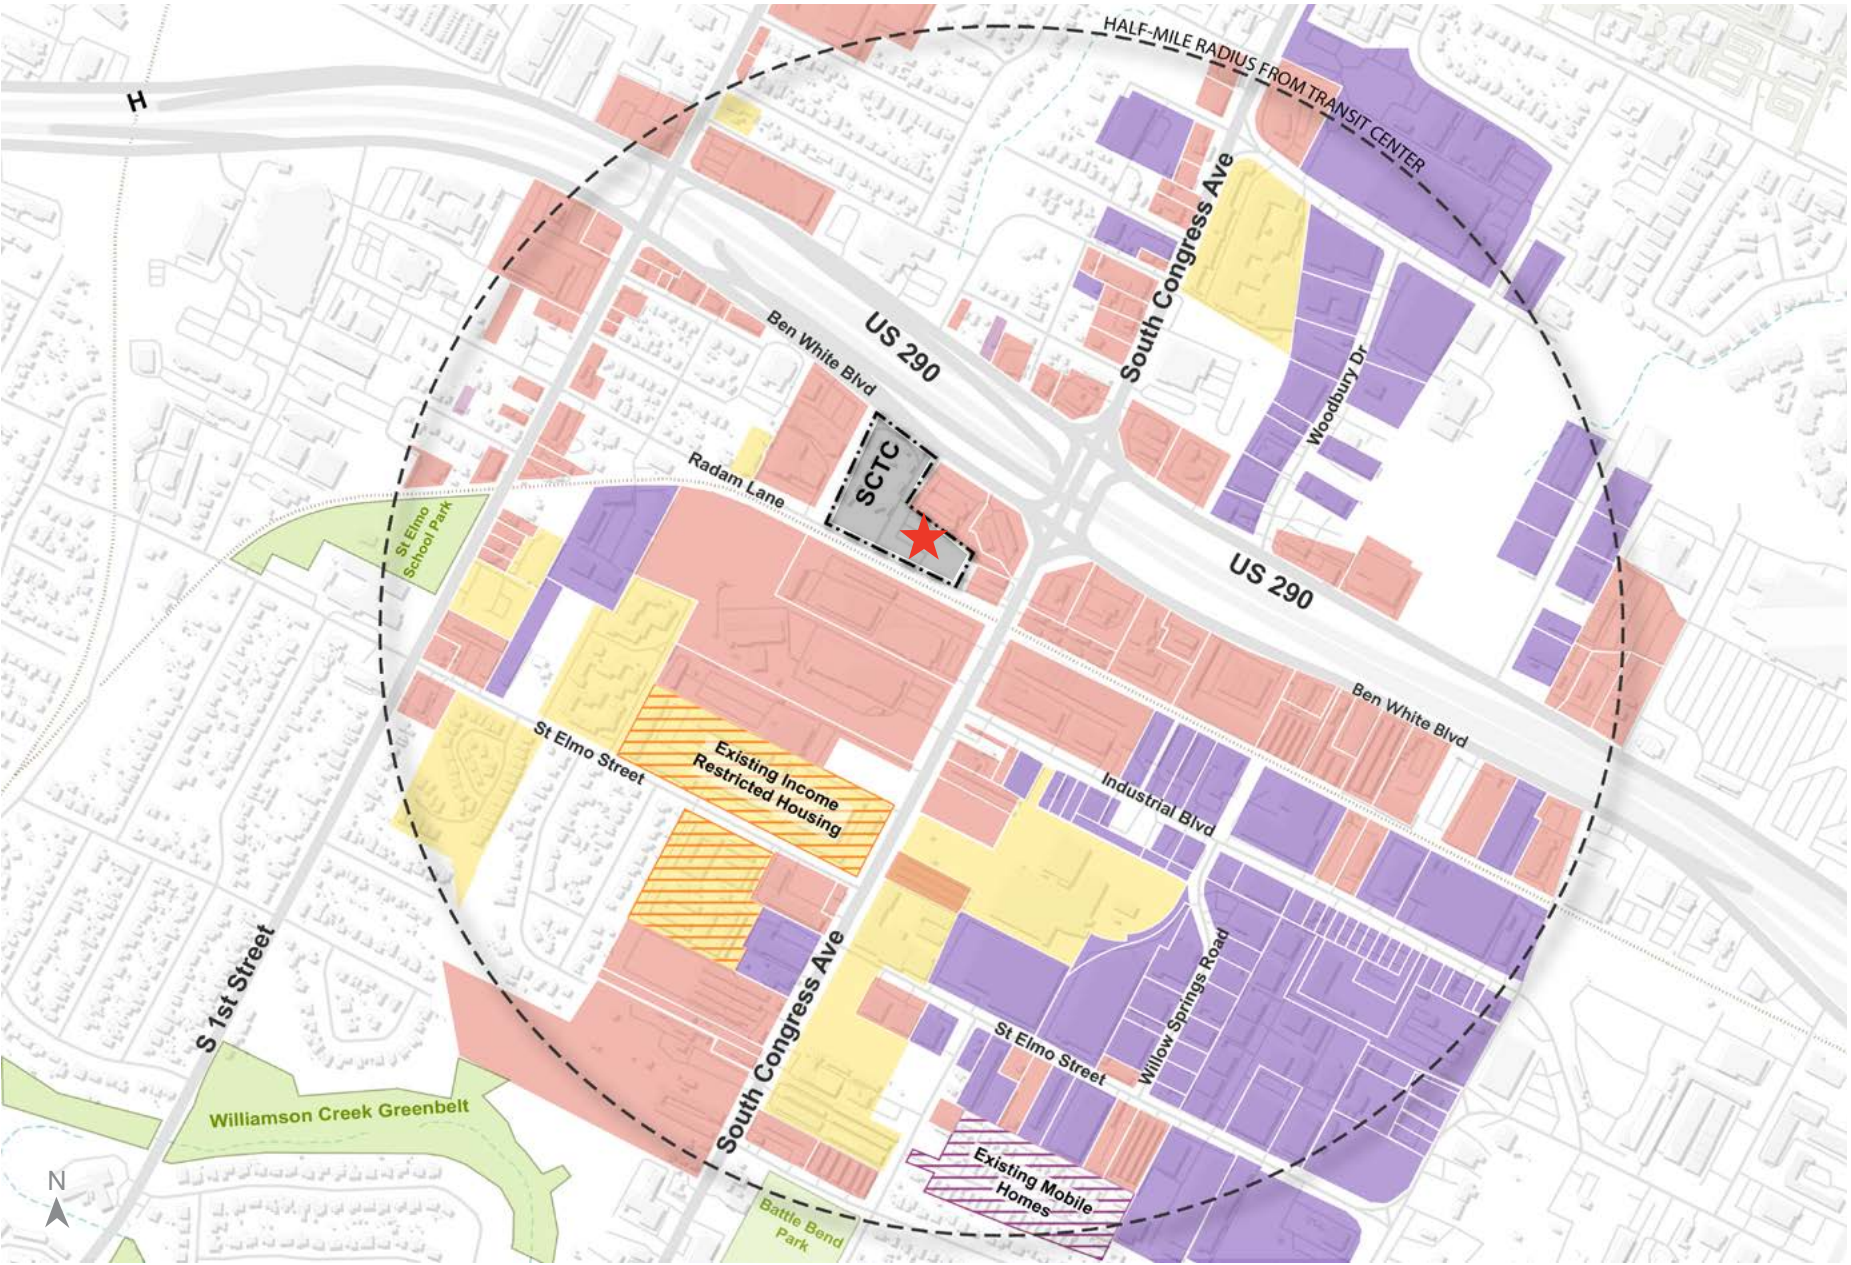 HALF-MILE RADIUS FROM TRANSIT CENTER
H
South Congress Ave
US 290
Ben White Blvd
Woodbury Dr
SCTC
Radam Lane
St Elmo
School Park
US 290
Ben White Blvd
St Elmo Street
Existing Income
Restricted Housing
Industrial Blvd
S 1st Street
South Congress Ave
Willow Springs Road
St Elmo Street
Williamson Creek Greenbelt
Existing Mobile
Homes
N
Battle Bend
Park